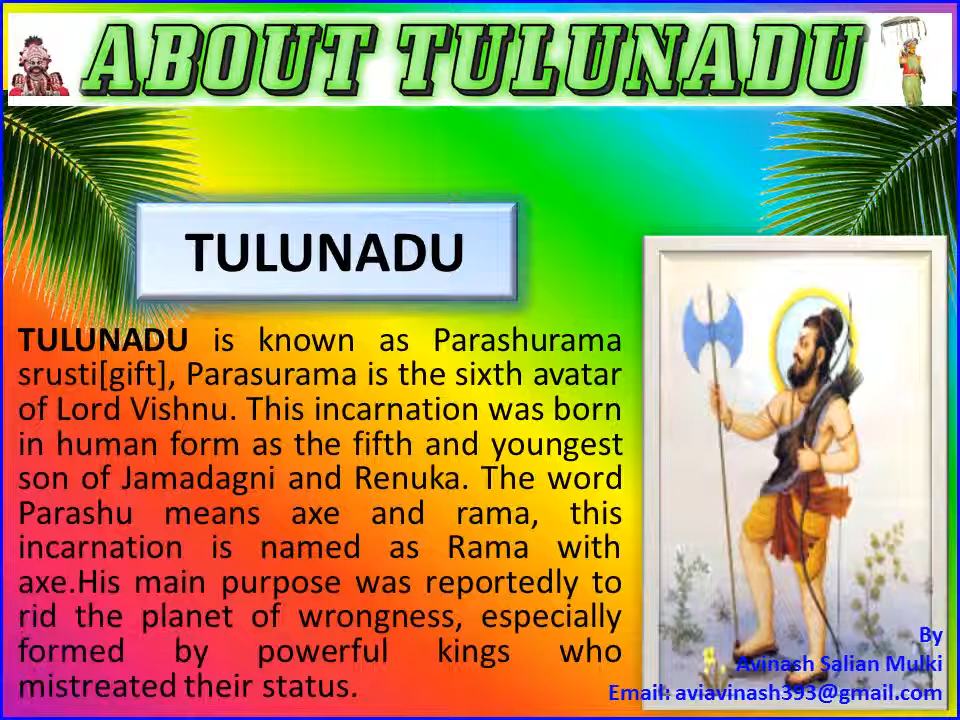 ABOUT TULUNADU
TULUNADU
TULUNADU is known as Parashurama
srusti[gift], Parasurama is the sixth avatar
of Lord Vishnu. This incarnation was born
in human form as the fifth and youngest
son of Jamadagni and Renuka. The word
Parashu means axe and rama, this
incarnation is named as Rama with
axe.His main purpose was reportedly to
rid the planet of wrongness, especially
formed by powerful kings who
mistreated their status.
By
Avinash Salian Mulki
Email: aviavinash393@gmail.com